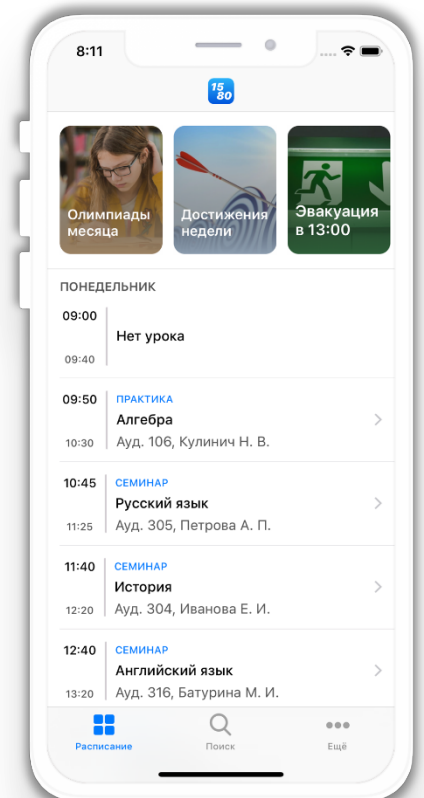 8:11
15
80
Олимпиады
месяца
Достижения
недели
Эвакуация
в 13:00
ПОНЕДЕЛЬНИК
09:00
Нет урока
09:40
09:50 ПРАКТИКА
Алгебра
10:30 Ауд. 106, Кулинич Н. В.
10:45 СЕМИНАР
Русский язык
11:25 Ауд. 305, Петрова А. П.
11:40 СЕМИНАР
История
12:20 Ауд. 304, Иванова Е. И.
12:40 СЕМИНАР
Английский язык
13:20 Ауд. 316, Батурина М. И.
Расписание Поиск Ещё